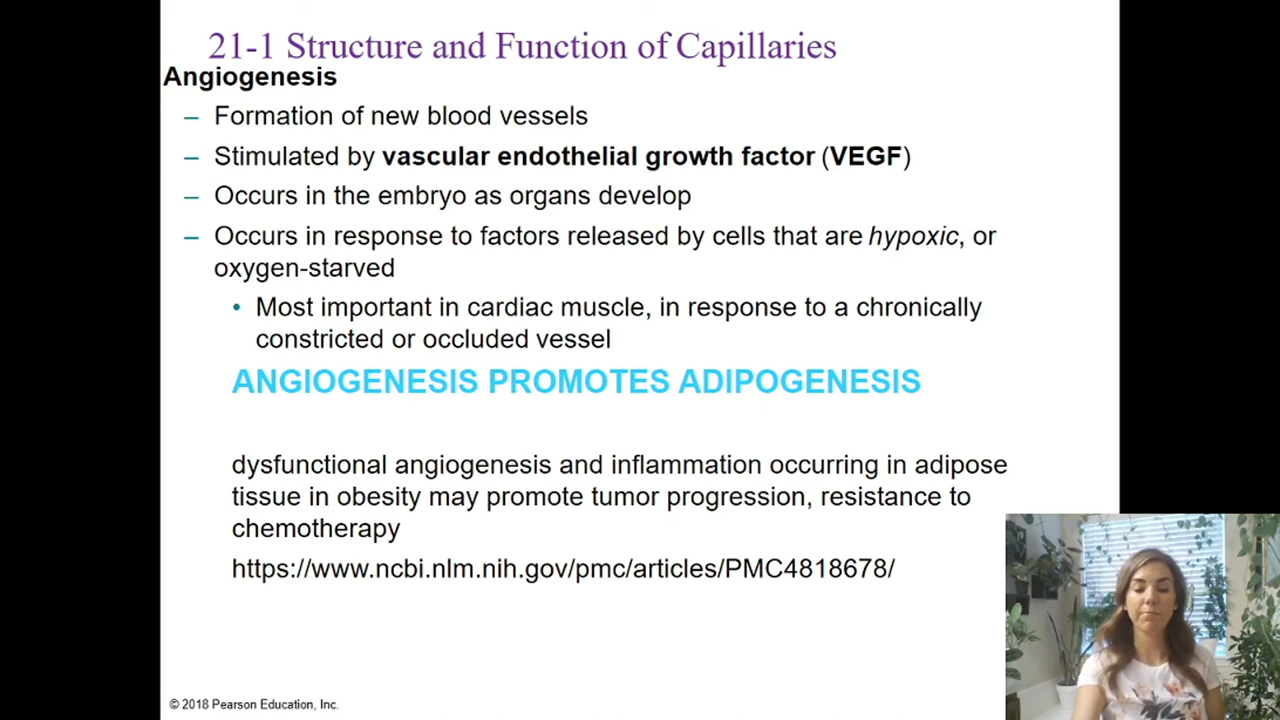 21-1 Structure and Function of Capillaries
Angiogenesis
– Formation of new blood vessels
– Stimulated by vascular endothelial growth factor (VEGF)
– Occurs in the embryo as organs develop
– Occurs in response to factors released by cells that are hypoxic, or
oxygen-starved
• Most important in cardiac muscle, in response to a chronically
constricted or occluded vessel
ANGIOGENESIS PROMOTES ADIPOGENESIS
dysfunctional angiogenesis and inflammation occurring in adipose
tissue in obesity may promote tumor progression, resistance to
chemotherapy
https://www.ncbi.nlm.nih.gov/pmc/articles/PMC4818678/
© 2018 Pearson Education, Inc.